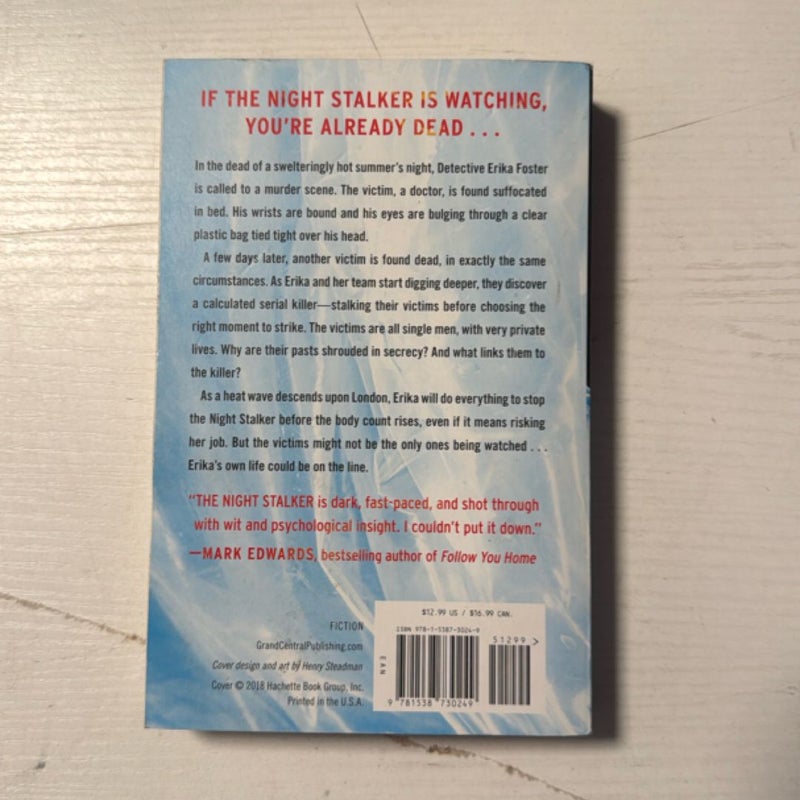 IF THE NIGHT STALKER IS WATCHING,
YOU'RE ALREADY DEAD . . .
In the dead of a swelteringly hot summer's night, Detective Erika Foster
is called to a murder scene. The victim, a doctor, is found suffocated
in bed. His wrists are bound and his eyes are bulging through a clear
plastic bag tied tight over his head.
A few days later, another victim is found dead, in exactly the same
circumstances. As Erika and her team start digging deeper, they discover
a calculated serial killer—stalking their victims before choosing the
right moment to strike. The victims are all single men, with very private
lives. Why are their pasts shrouded in secrecy? And what links them to
the killer?
As a heat wave descends upon London, Erika will do everything to stop
the Night Stalker before the body count rises, even if it means risking
her job. But the victims might not be the only ones being watched . . .
Erika's own life could be on the line.
"THE NIGHT STALKER is dark, fast-paced, and shot through
with wit and psychological insight. I couldn't put it down."
—MARK EDWARDS, bestselling author of Follow You Home
FICTION
GrandCentralPublishing.com
Cover design and art by Henry Steadman
Cover © 2018 Hachette Book Group, Inc.
Printed in the U.S.A.
$12.99 US / $16.99 CAN.
ISBN 978-1-5387-3024-9
51299>
EAN
9 781538 730249